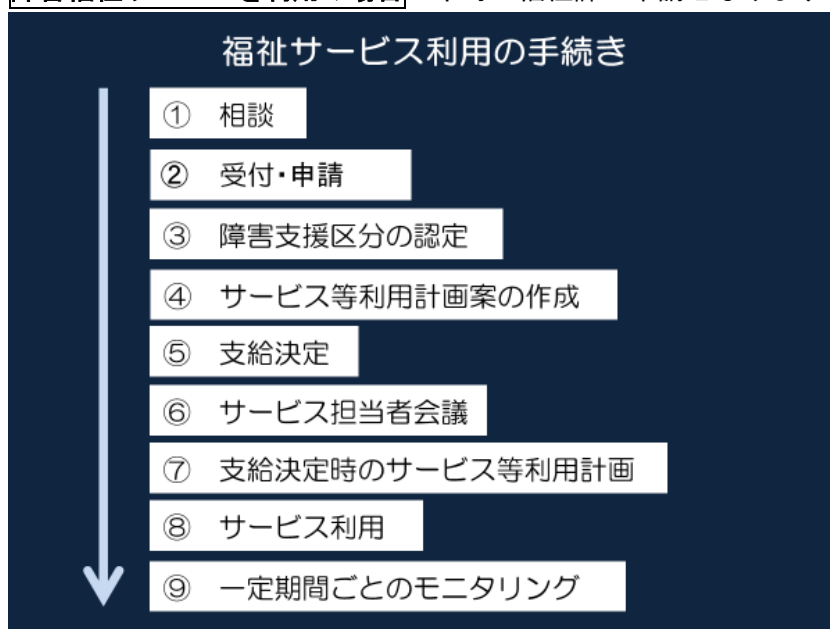 福祉サービス利用の手続き
① 相談
② 受付・申請
③ 障害支援区分の認定
④ サービス等利用計画案の作成
⑤ 支給決定
⑥ サービス担当者会議
⑦ 支給決定時のサービス等利用計画
⑧ サービス利用
⑨ 一定期間ごとのモニタリング